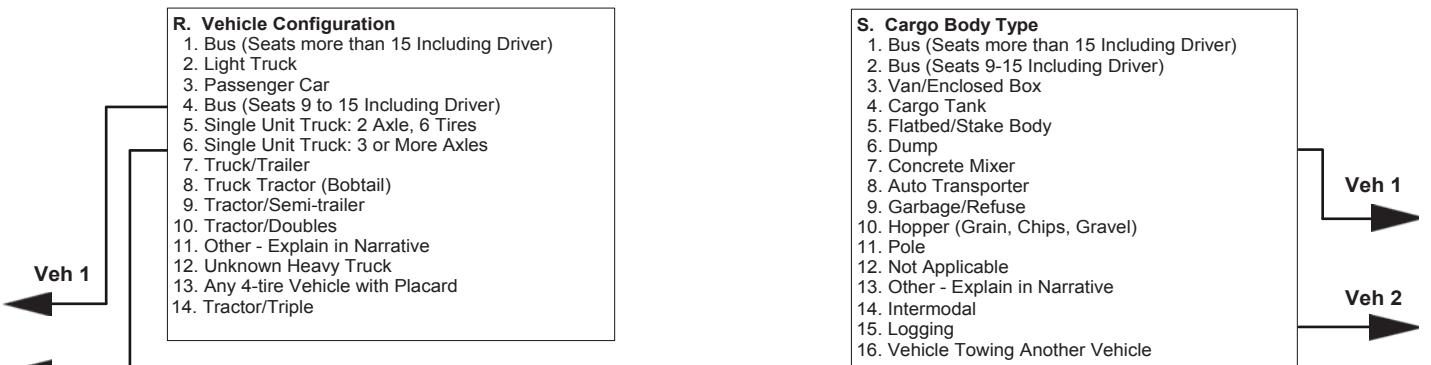 R. Vehicle Configuration
1. Bus (Seats more than 15 Including Driver)
2. Light Truck
3. Passenger Car
4. Bus (Seats 9 to 15 Including Driver)
5. Single Unit Truck: 2 Axle, 6 Tires
6. Single Unit Truck: 3 or More Axles
7. Truck/Trailer
8. Truck Tractor (Bobtail)
9. Tractor/Semi-trailer
10. Tractor/Doubles
11. Other - Explain in Narrative
12. Unknown Heavy Truck
13. Any 4-tire Vehicle with Placard
14. Tractor/Triple
Veh 1
S. Cargo Body Type
1. Bus (Seats more than 15 Including Driver)
2. Bus (Seats 9-15 Including Driver)
3. Van/Enclosed Box
4. Cargo Tank
5. Flatbed/Stake Body
6. Dump
7. Concrete Mixer
8. Auto Transporter
9. Garbage/Refuse
10. Hopper (Grain, Chips, Gravel)
11. Pole
12. Not Applicable
13. Other - Explain in Narrative
14. Intermodal
15. Logging
16. Vehicle Towing Another Vehicle
Veh 1
Veh 2